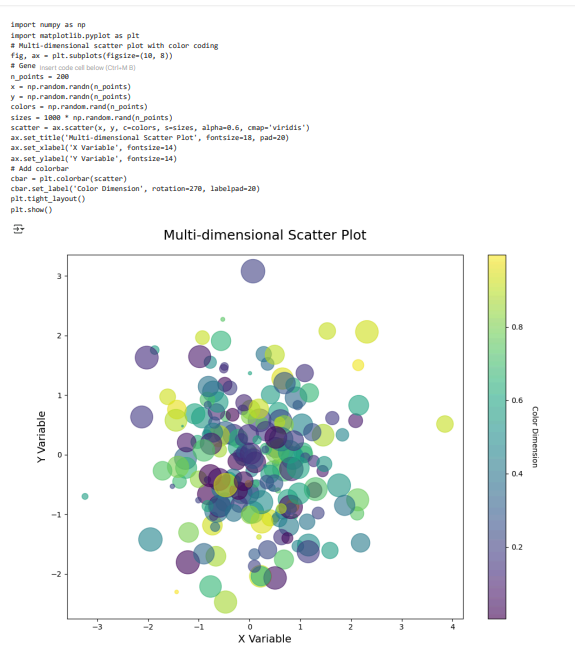 import numpy as np
import matplotlib.pyplot as plt
# Multi-dimensional scatter plot with color coding
fig, ax = plt.subplots(figsize=(10, 8))
# Gene Insert code cell below (Ctrl+M B)
n_points = 200
x = np.random.randn(n_points)
y = np.random.randn(n_points)
colors = np.random.rand(n_points)
sizes = 1000 * np.random.rand(n_points)
scatter = ax.scatter(x, y, c=colors, s=sizes, alpha=0.6, cmap='viridis')
ax.set_title('Multi-dimensional Scatter Plot', fontsize=18, pad=20)
ax.set_xlabel('X Variable', fontsize=14)
ax.set_ylabel('Y Variable', fontsize=14)
# Add colorbar
cbar = plt.colorbar(scatter)
cbar.set_label('Color Dimension', rotation=270, labelpad=20)
plt.tight_layout()
plt.show()
Multi-dimensional Scatter Plot
3
2
1
0
−1
−2
Y Variable
−3 −2 −1 0 1 2 3 4
X Variable
0.8
0.6
0.4
0.2
Color Dimension